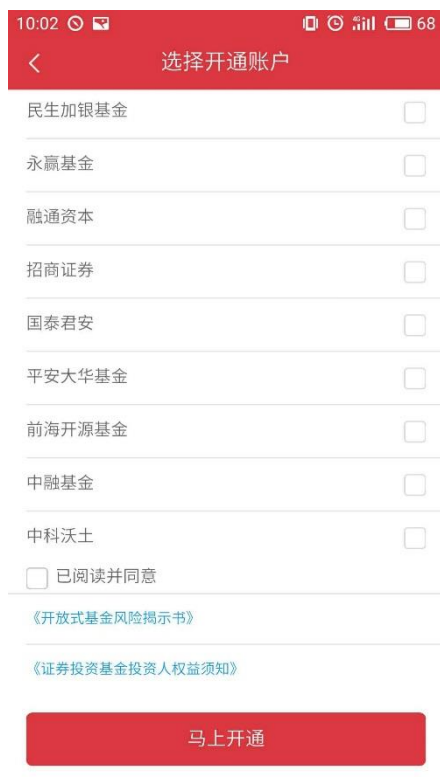 10:02 4G 68
选择开通账户
民生加银基金
永赢基金
融通资本
招商证券
国泰君安
平安大华基金
前海开源基金
中融基金
中科沃土
已阅读并同意
《开放式基金风险揭示书》
《证券投资基金投资人权益须知》
马上开通